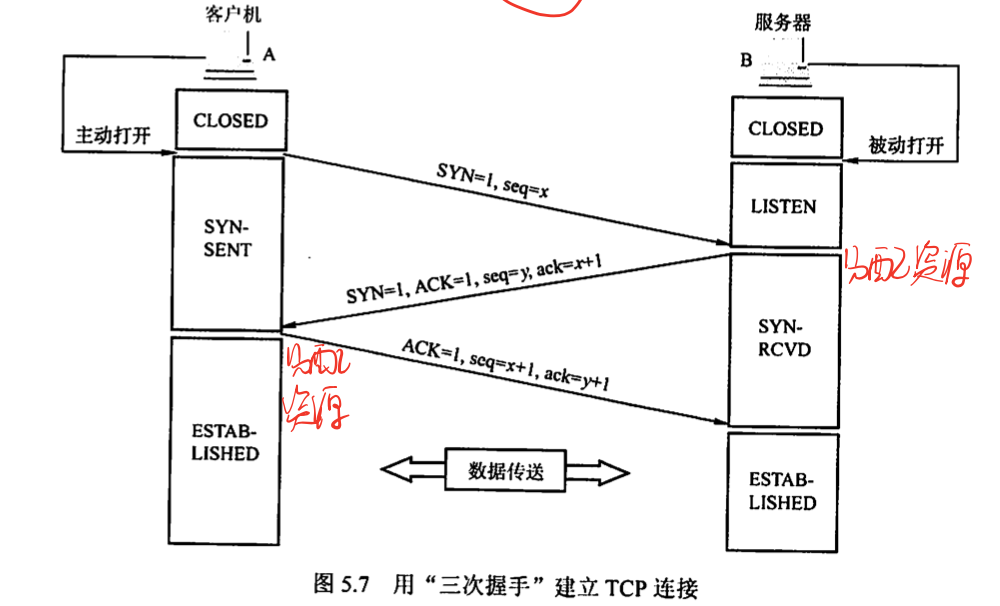 客户机
A
服务器
B
CLOSED
CLOSED
主动打开
被动打开
SYN=1, seq=x
LISTEN
SYN-
SENT
分配资源
SYN=1, ACK=1, seq=y, ack=x+1
SYN-
RCVD
ACK=1, seq=x+1, ack=y+1
分配
资源
ESTAB-
LISHED
数据传送
ESTAB-
LISHED
图 5.7 用“三次握手”建立 TCP 连接